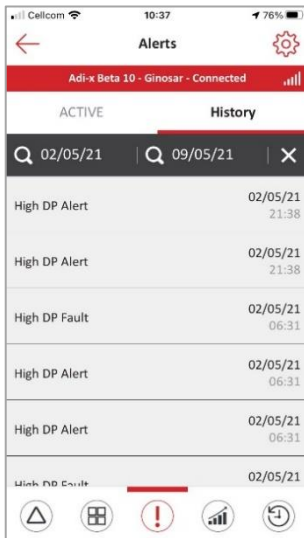 Cellcom 10:37 76%
Alerts
Adi-x Beta 10 - Ginosar - Connected
ACTIVE History
02/05/21 09/05/21
High DP Alert 02/05/21
21:38
High DP Alert 02/05/21
21:38
High DP Fault 02/05/21
06:31
High DP Alert 02/05/21
06:31
High DP Alert 02/05/21
06:31
High DP Fault 02/05/21